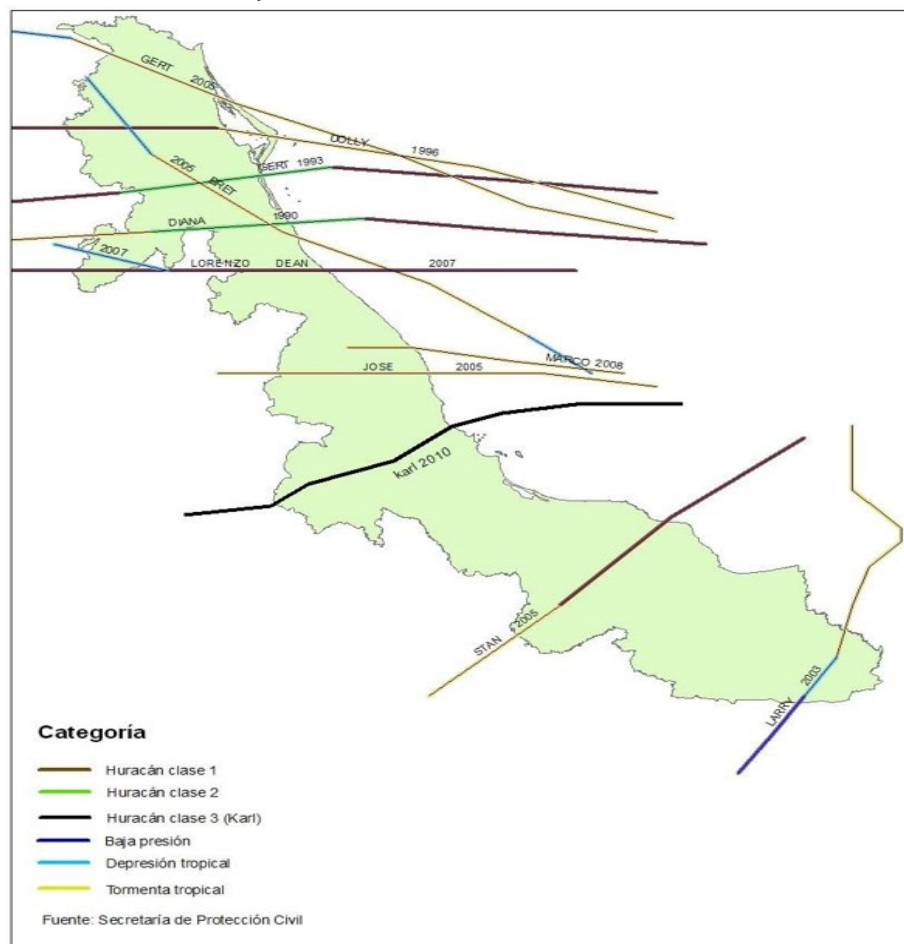 GERT 2005
DOLLY 1996
GERT 1993
2005 BRET
DIANA 1990
2007
LORENZO DEAN 2007
MARCO 2008
JOSE 2005
karl 2010
STAN 2005
LARRY 2003
Categoría
Huracán clase 1
Huracán clase 2
Huracán clase 3 (Karl)
Baja presión
Depresión tropical
Tormenta tropical
Fuente: Secretaría de Protección Civil